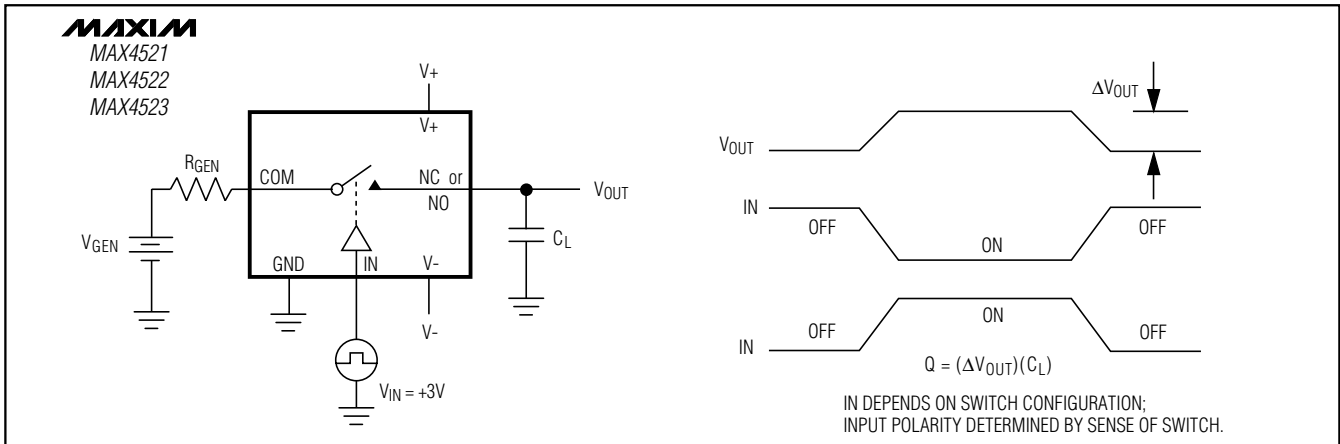 MAXIM
MAX4521
MAX4522
MAX4523
V+
V+
RGEN
COM
NC or
NO
VOUT
VGEN
CL
GND
IN
V-
V-
VIN = +3V
ΔVOUT
VOUT
IN
OFF
ON
OFF
IN
OFF
ON
OFF
Q = (ΔVOUT)(CL)
IN DEPENDS ON SWITCH CONFIGURATION;
INPUT POLARITY DETERMINED BY SENSE OF SWITCH.